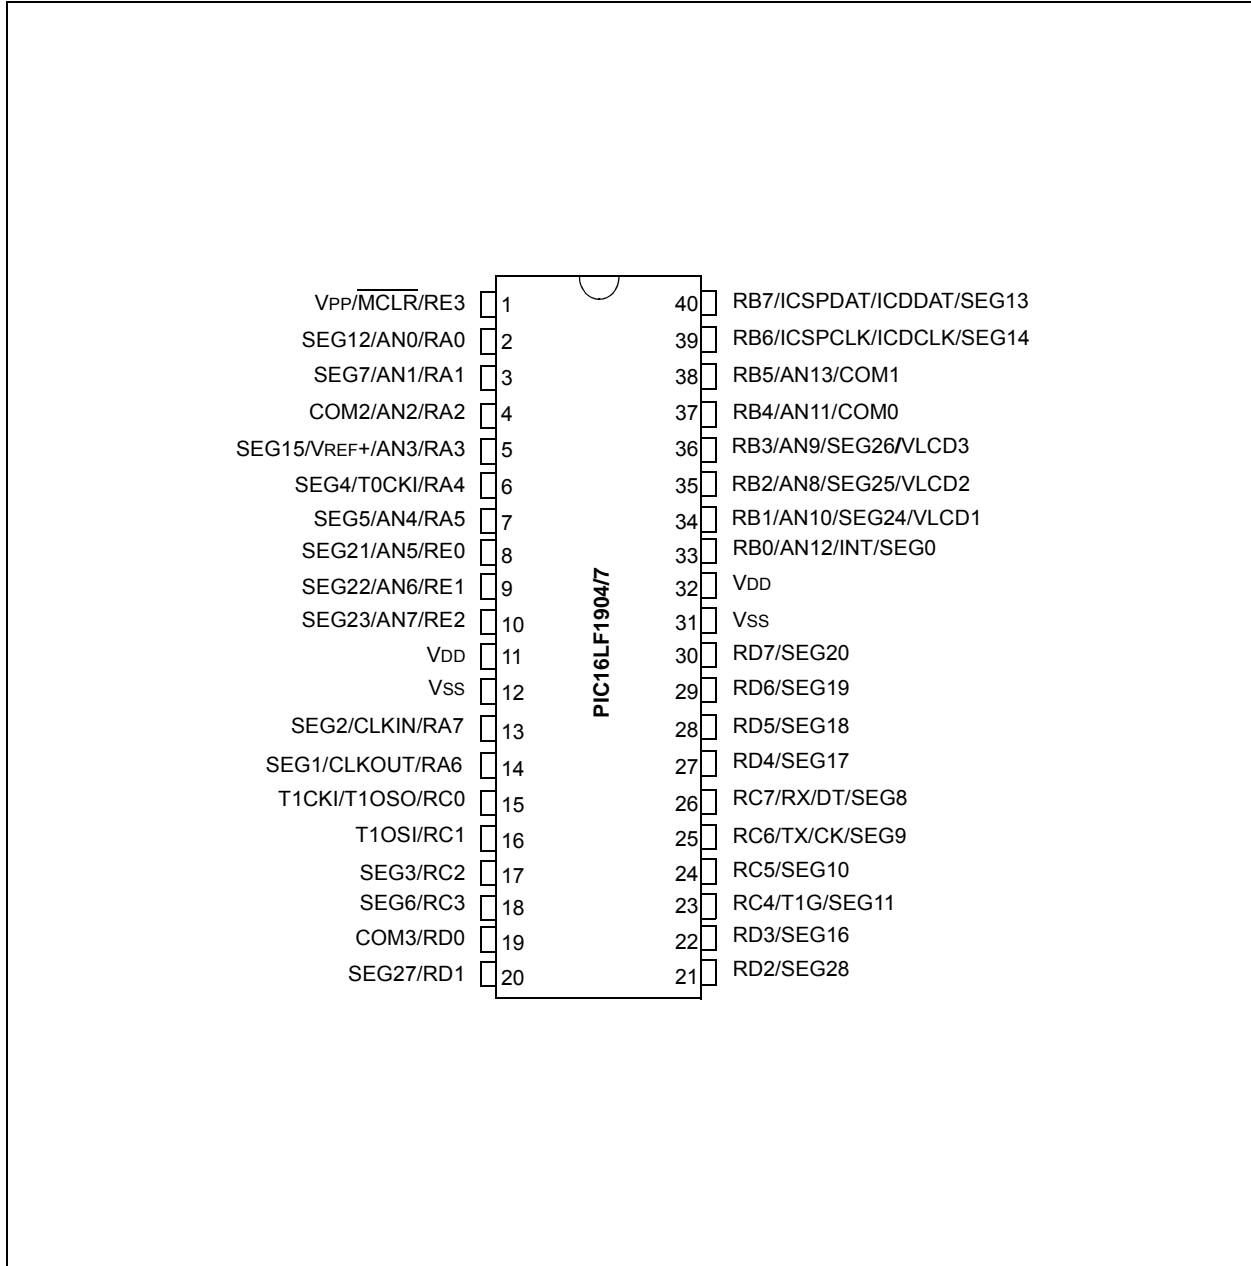 VPP/MCLR/RE3 1
SEG12/AN0/RA0 2
SEG7/AN1/RA1 3
COM2/AN2/RA2 4
SEG15/VREF+/AN3/RA3 5
SEG4/T0CKI/RA4 6
SEG5/AN4/RA5 7
SEG21/AN5/RE0 8
SEG22/AN6/RE1 9
SEG23/AN7/RE2 10
VDD 11
VSS 12
SEG2/CLKIN/RA7 13
SEG1/CLKOUT/RA6 14
T1CKI/T1OSO/RC0 15
T1OSI/RC1 16
SEG3/RC2 17
SEG6/RC3 18
COM3/RD0 19
SEG27/RD1 20
PIC16LF1904/7
40 RB7/ICSPDAT/ICDDAT/SEG13
39 RB6/ICSPCLK/ICDCLK/SEG14
38 RB5/AN13/COM1
37 RB4/AN11/COM0
36 RB3/AN9/SEG26/VLCD3
35 RB2/AN8/SEG25/VLCD2
34 RB1/AN10/SEG24/VLCD1
33 RB0/AN12/INT/SEG0
32 VDD
31 VSS
30 RD7/SEG20
29 RD6/SEG19
28 RD5/SEG18
27 RD4/SEG17
26 RC7/RX/DT/SEG8
25 RC6/TX/CK/SEG9
24 RC5/SEG10
23 RC4/T1G/SEG11
22 RD3/SEG16
21 RD2/SEG28